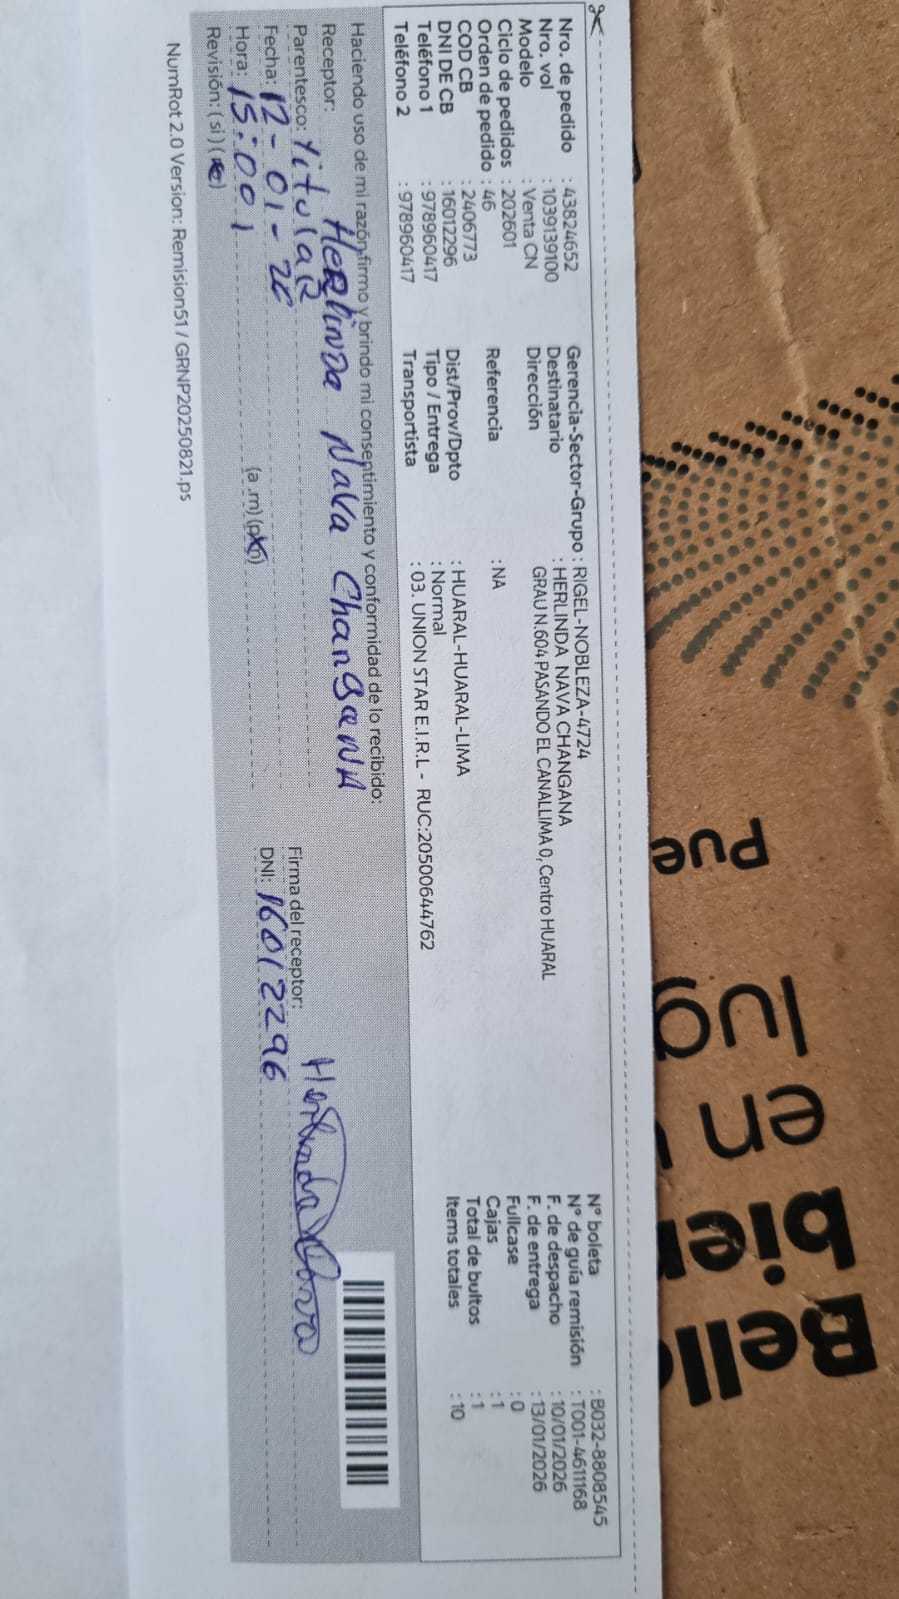 Nro. de pedido : 43824652
Nro. vol : 1039139100
Modelo : Venta CN
Ciclo de pedidos : 202601
Orden de pedido : 46
COD CB : 2406773
DNI DE CB : 16012296
Teléfono 1 : 978960417
Teléfono 2 : 978960417
Gerencia-Sector-Grupo : RIGEL-NOBLEZA-4724
Destinatario : HERLINDA NAVA CHANGANA
Dirección GRAU N.604 PASANDO EL CANALLIMA 0, Centro HUARAL
Referencia : NA
Dist/Prov/Dpto : HUARAL-HUARAL-LIMA
Tipo / Entrega : Normal
Transportista : 03. UNION STAR E.I.R.L - RUC:20500644762
N° boleta : B032-8808545
N° de guía remisión : T001-4611168
F. de despacho : 10/01/2026
F. de entrega : 13/01/2026
Fullcase : 0
Cajas : 1
Total de bultos : 1
Items totales : 10
Haciendo uso de mi razón firmo y brindo mi consentimiento y conformidad de lo recibido:
Receptor: Herlinda Nava Changana
Parentesco: titular
Fecha: 12-01-26
Hora: 15:001 (a .m) (p.m)
Revisión: ( si ) (no)
Firma del receptor: Herlinda Nava
DNI: 16012296
NumRot 2.0 Version: Remision51 / GRNP20250821.ps
Pue
lug
en
bien
Bell